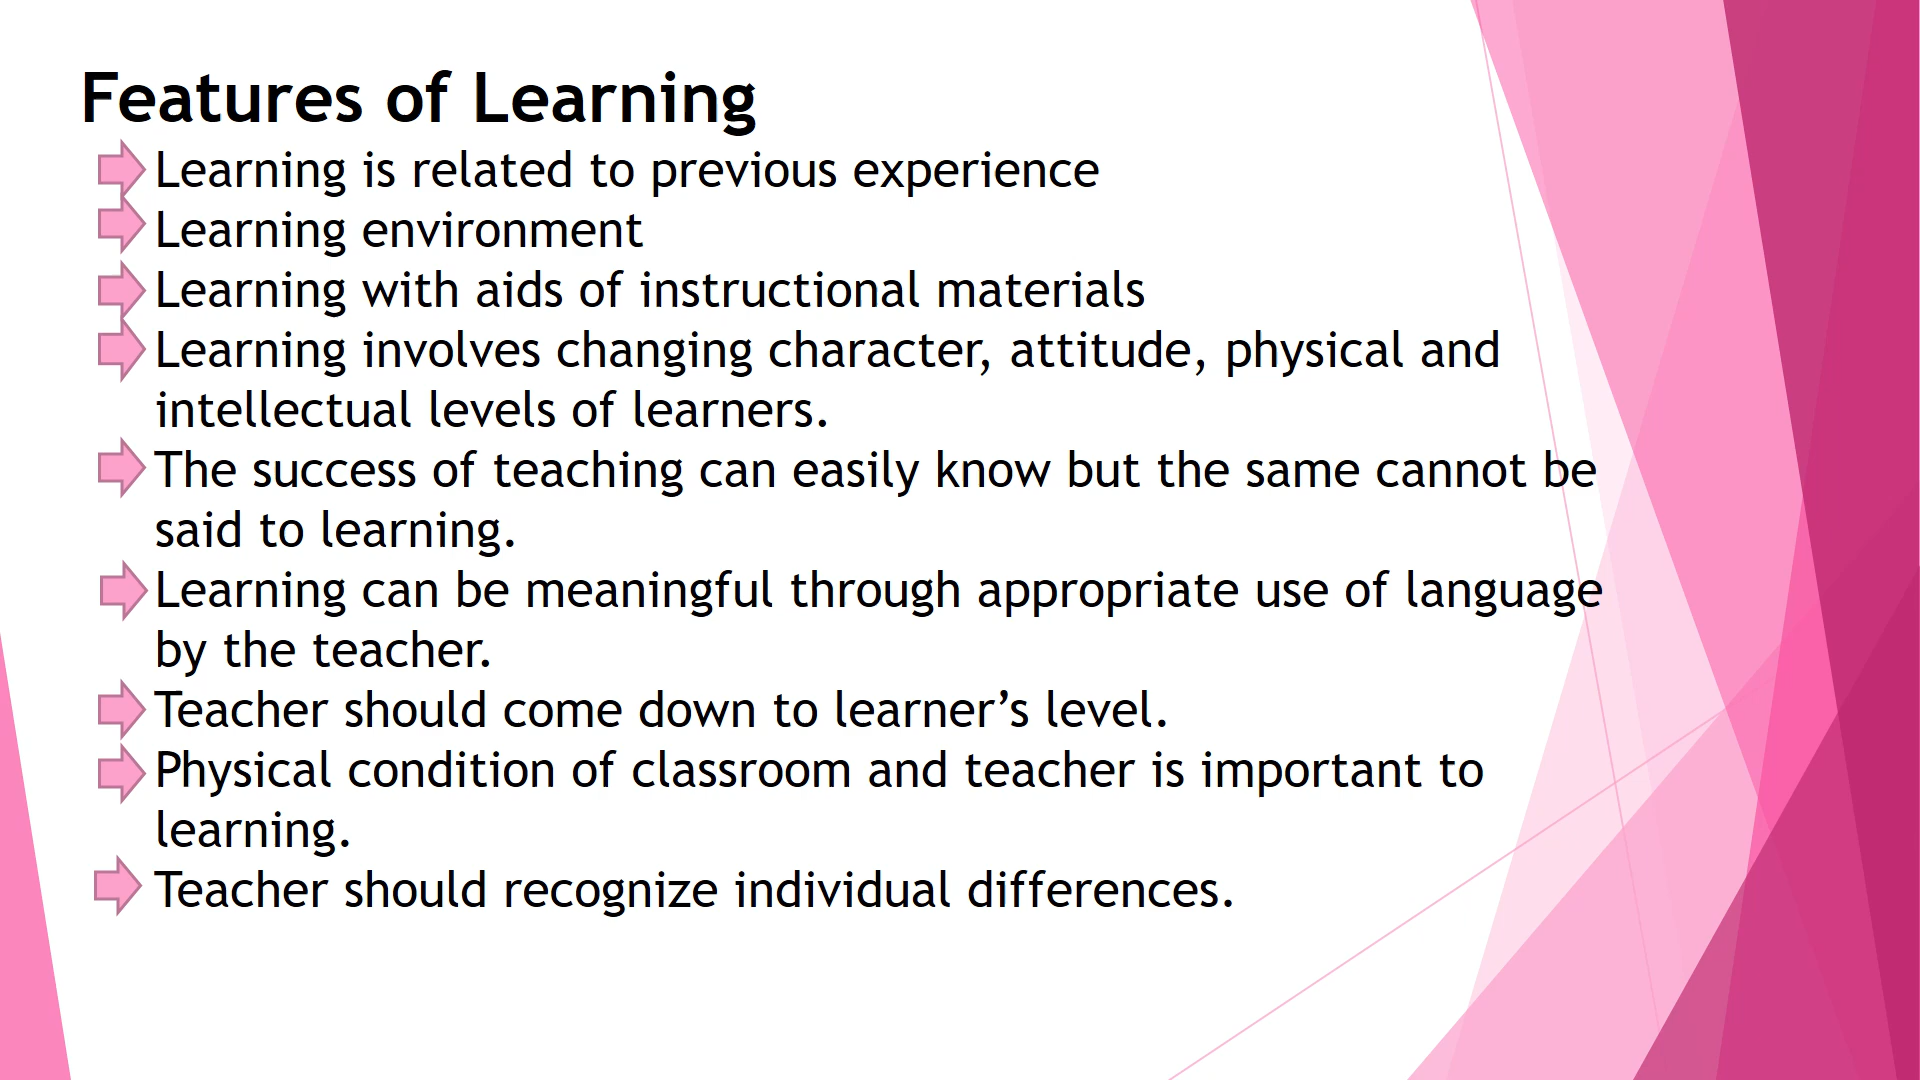 Features of Learning
Learning is related to previous experience
Learning environment
Learning with aids of instructional materials
Learning involves changing character, attitude, physical and
intellectual levels of learners.
The success of teaching can easily know but the same cannot be
said to learning.
Learning can be meaningful through appropriate use of language
by the teacher.
Teacher should come down to learner’s level.
Physical condition of classroom and teacher is important to
learning.
Teacher should recognize individual differences.